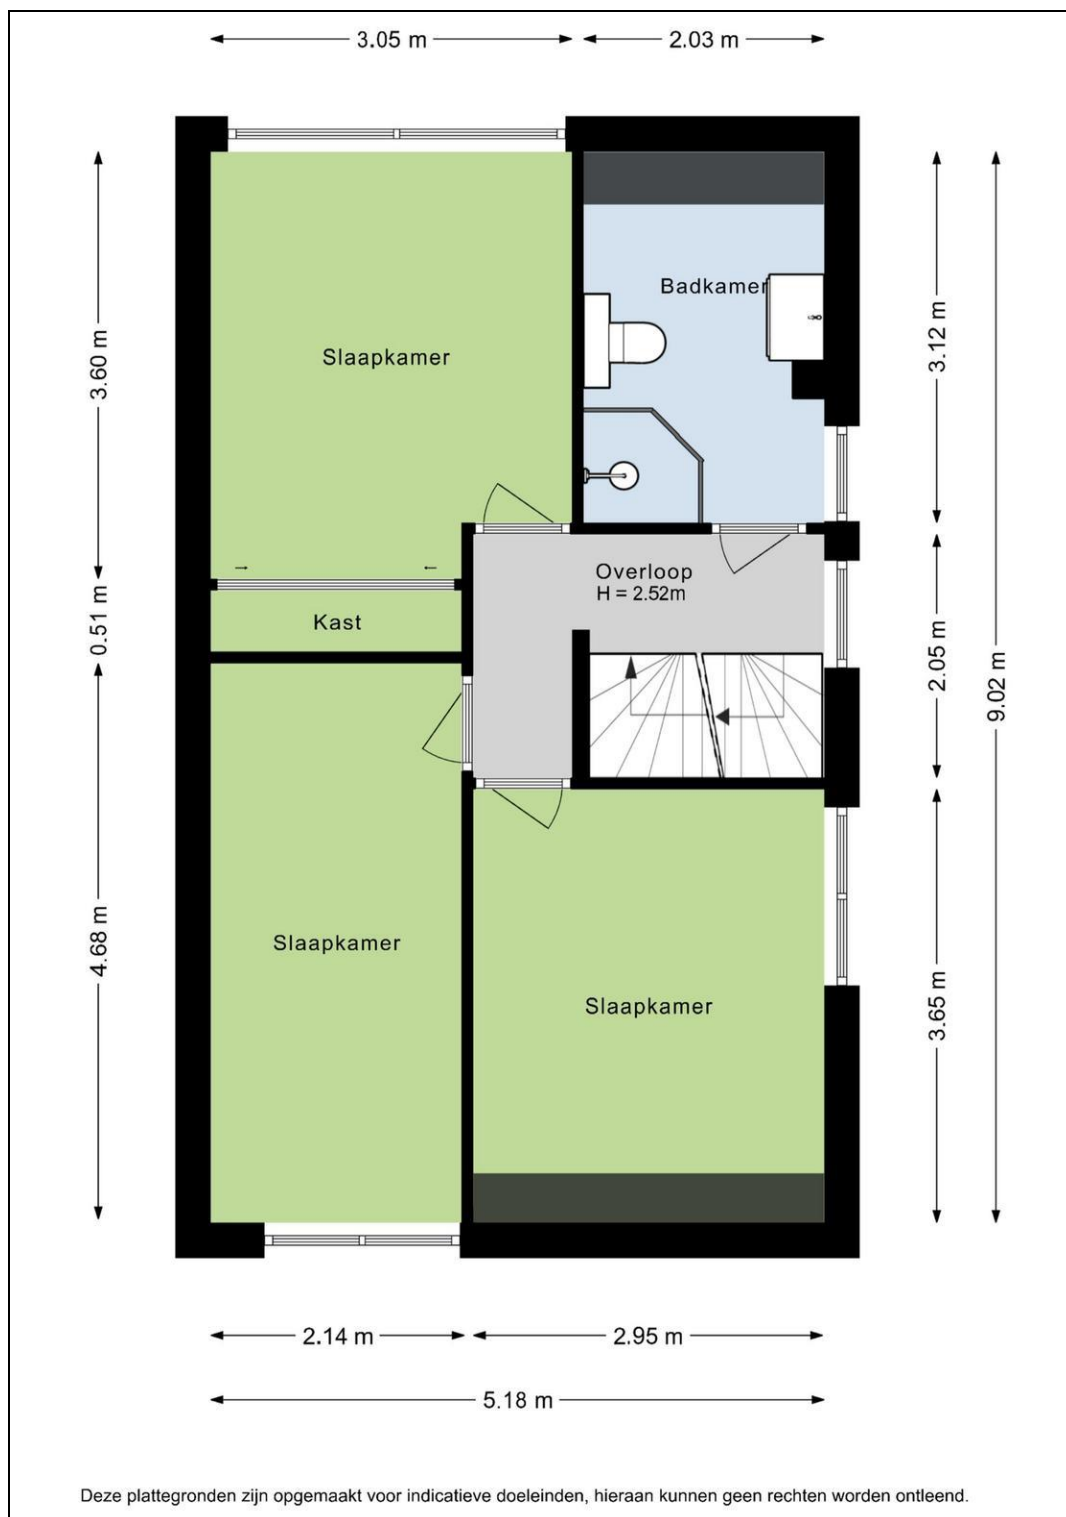 3.05 m
2.03 m
Badkamer
3.12 m
3.60 m
Slaapkamer
Overloop
H = 2.52m
0.51 m
Kast
2.05 m
9.02 m
4.68 m
Slaapkamer
Slaapkamer
3.65 m
2.14 m
2.95 m
5.18 m
Deze plattegronden zijn opgemaakt voor indicatieve doeleinden, hieraan kunnen geen rechten worden ontleend.